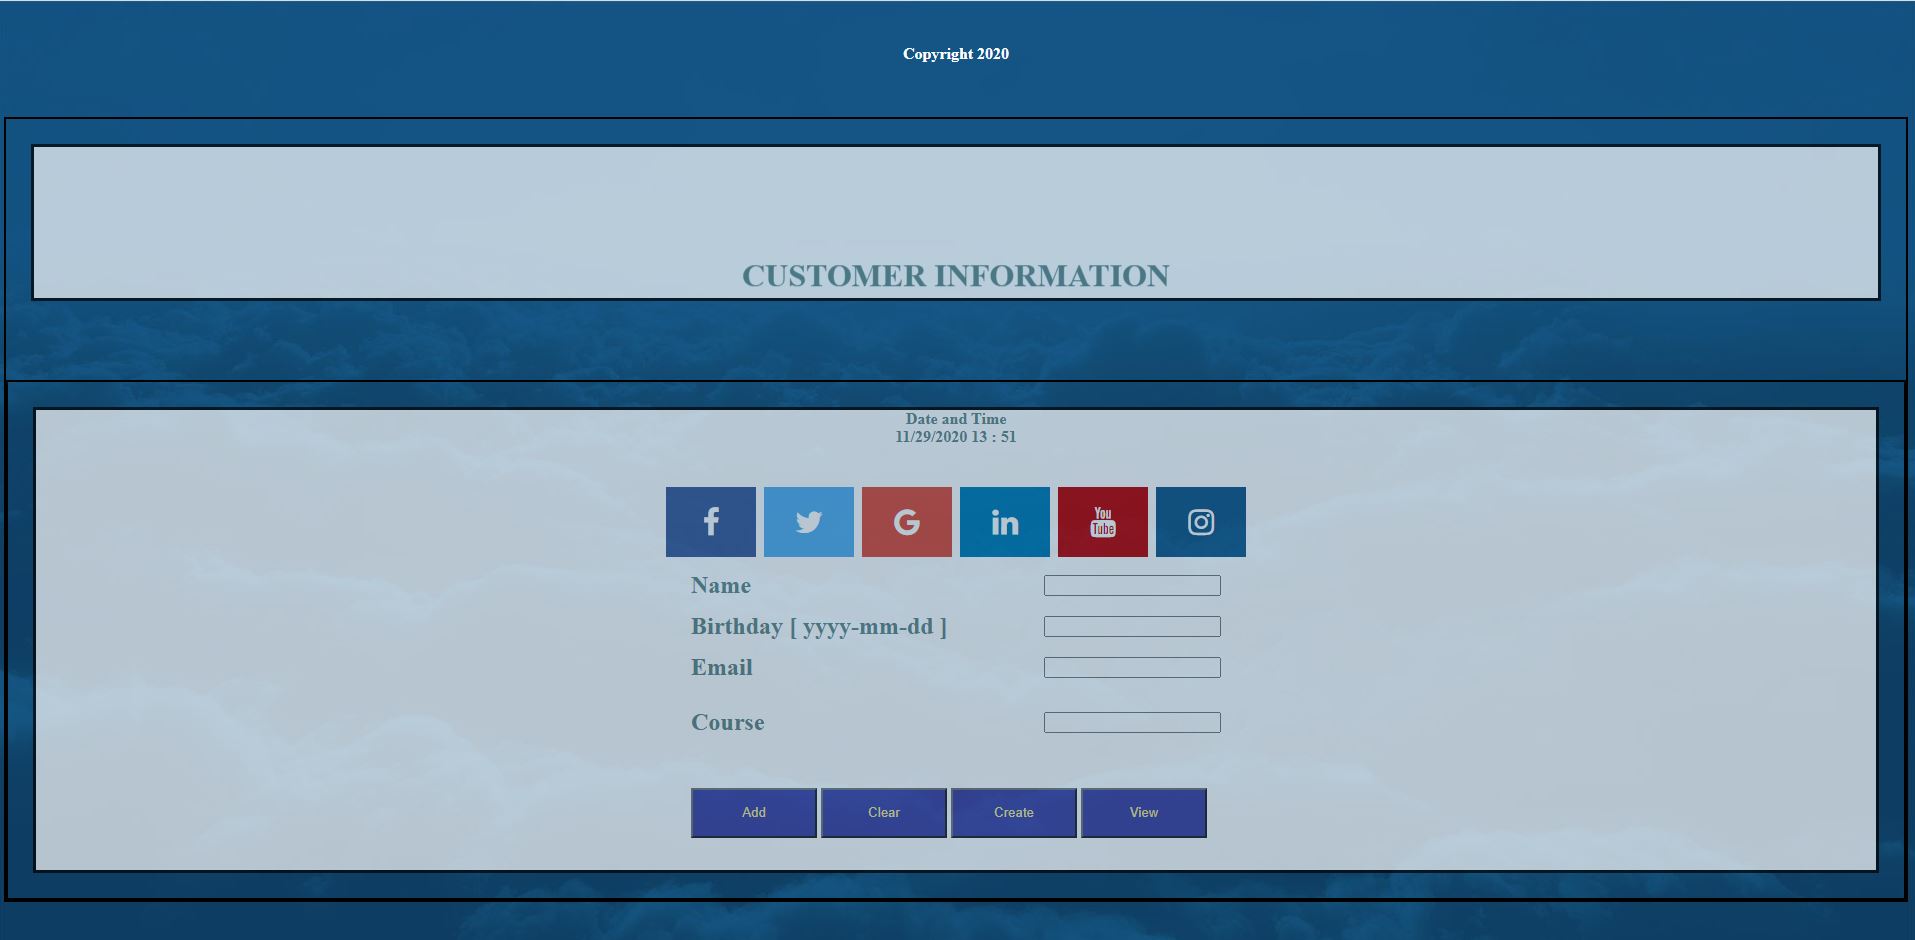 Copyright 2020
CUSTOMER INFORMATION
Date and Time
11/29/2020 13 : 51
f G in You Tube
Name
Birthday [ yyyy-mm-dd ]
Email
Course
Add Clear Create View